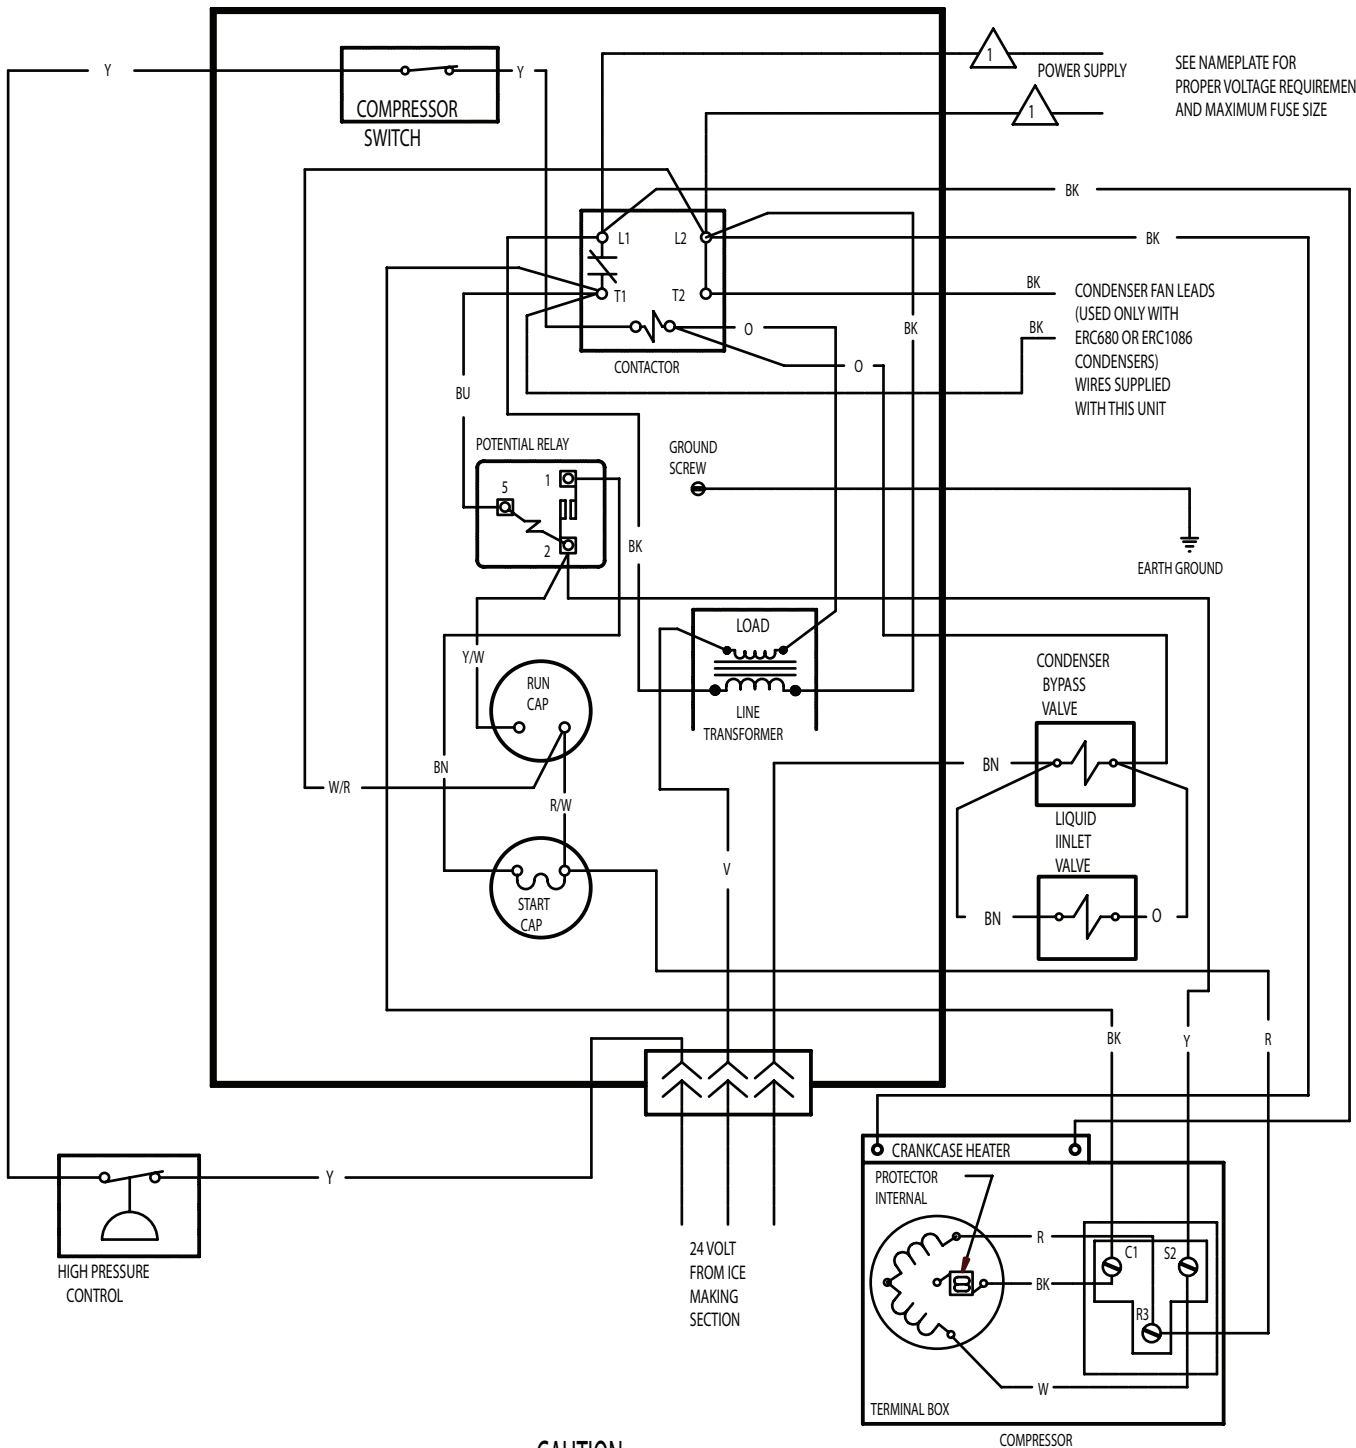 Y
Y
COMPRESSOR
SWITCH
1
POWER SUPPLY
1
SEE NAMEPLATE FOR
PROPER VOLTAGE REQUIREMEN
AND MAXIMUM FUSE SIZE
BK
L1
L2
BK
T1
T2
BK
CONDENSER FAN LEADS
(USED ONLY WITH
ERC680 OR ERC1086
CONDENSERS)
WIRES SUPPLIED
WITH THIS UNIT
BK
BK
O
O
CONTACTOR
BU
POTENTIAL RELAY
1
5
2
GROUND
SCREW
EARTH GROUND
BK
Y/W
LOAD
LINE
TRANSFORMER
RUN
CAP
CONDENSER
BYPASS
VALVE
BN
BN
W/R
R/W
LIQUID
IINLET
VALVE
V
START
CAP
BN
O
BK
Y
R
Y
HIGH PRESSURE
CONTROL
24 VOLT
FROM ICE
MAKING
SECTION
CRANKCASE HEATER
PROTECTOR
INTERNAL
R
BK
C1
S2
R3
W
TERMINAL BOX
COMPRESSOR
CAUTION